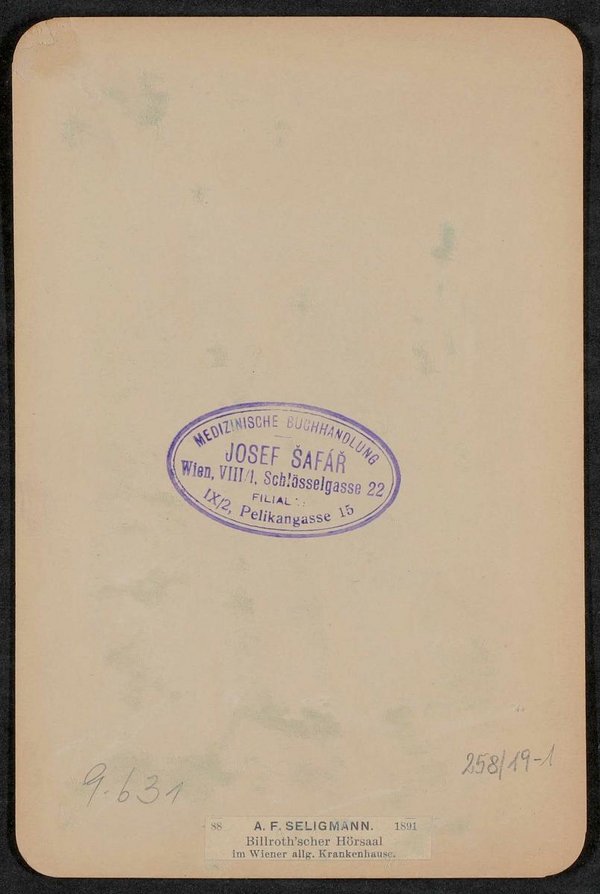 MEDIZINISCHE BUCHHANDLUNG
JOSEF ŠAFÁŘ
Wien, VIII/1, Schlösselgasse 22
FILIALE:
IX/2, Pelikangasse 15
9.631
258/19-1
88 A. F. SELIGMANN. 1891
Billroth'scher Hörsaal
im Wiener allg. Krankenhause.